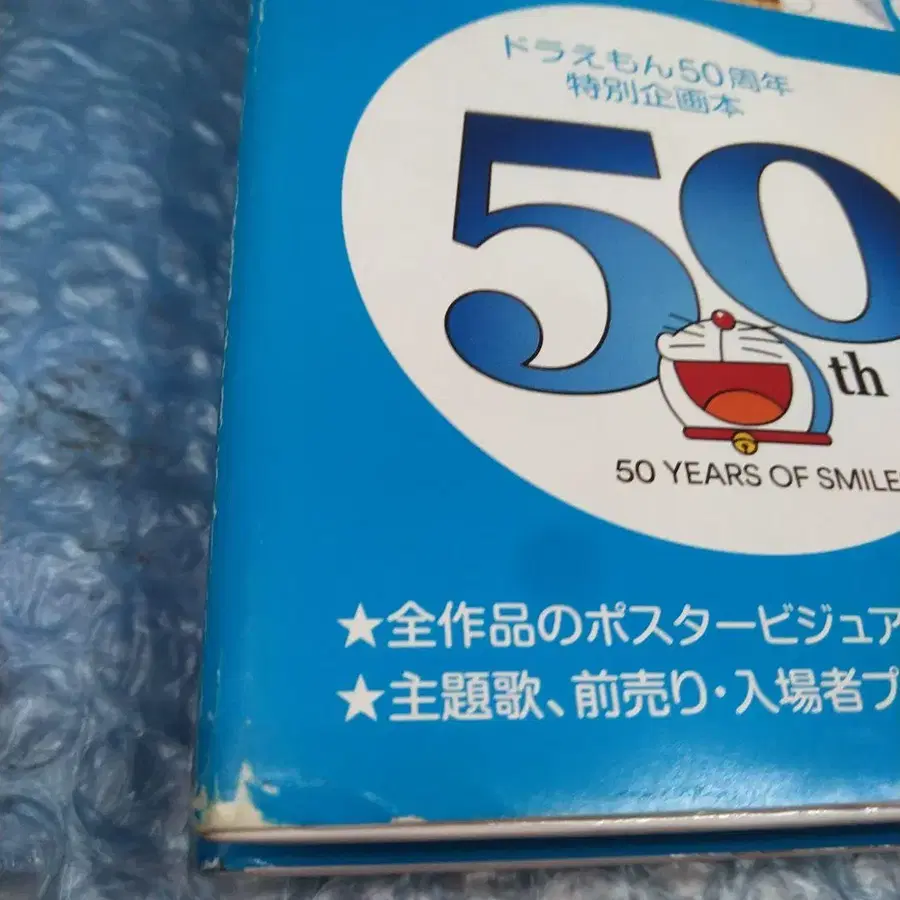 ドラえもん50周年
特別企画本
50th
50 YEARS OF SMILE
★全作品のポスタービジュア
★主題歌、前売り・入場者プ